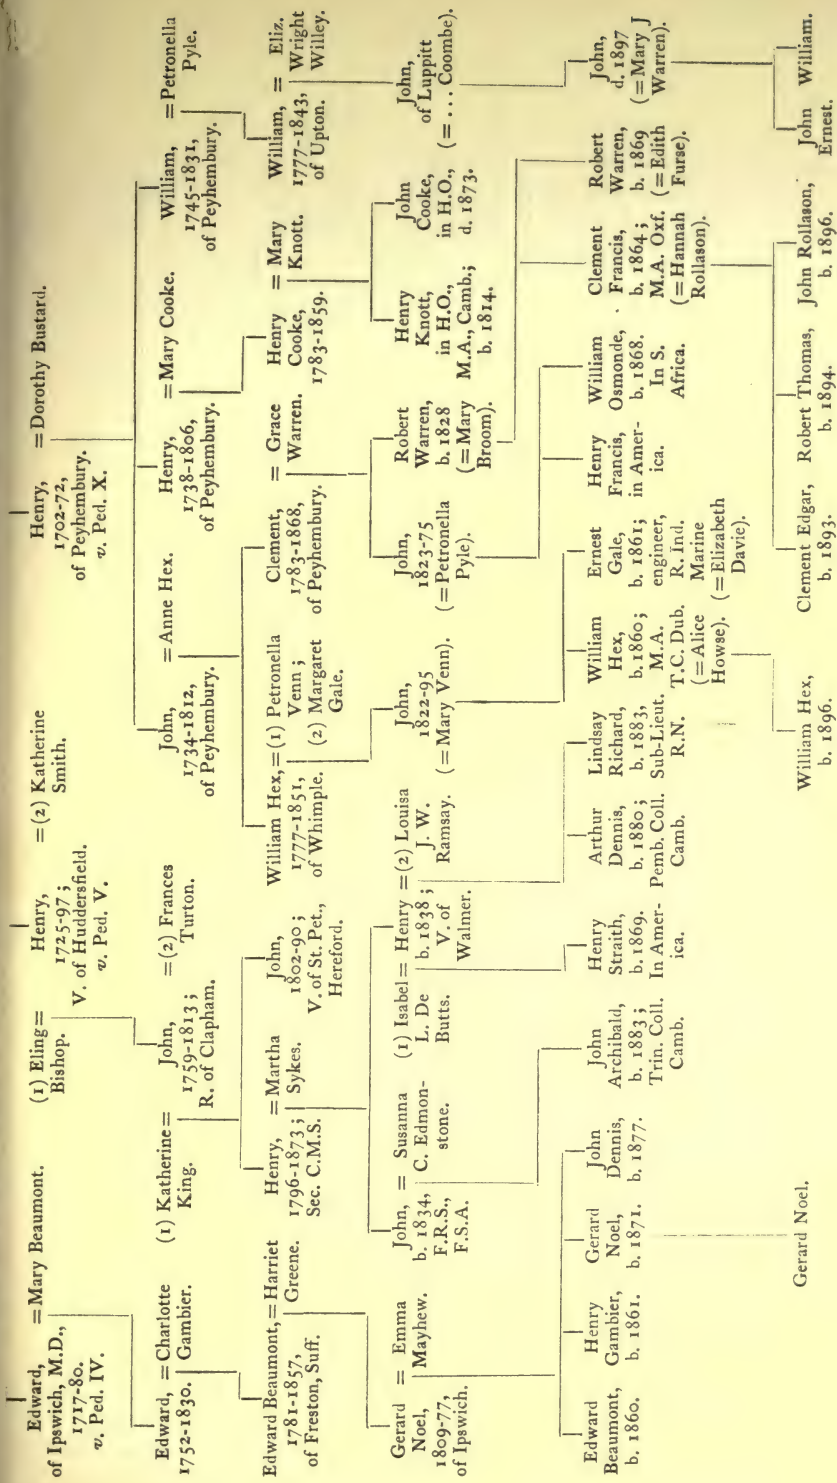 Edward,
of Ipswich, M.D.,
1717-80.
v. Ped. IV.
=Mary Beaumont.
(1) Eling=
Bishop.
Henry,
1725-97;
V. of Huddersfield.
v. Ped. V.
=(2) Katherine
Smith.
Henry,
1702-72,
of Peyhembury.
v. Ped. X.
=Dorothy Bustard.
Edward,
1752-1830.
=Charlotte
Gambier.
(1) Katherine=
King.
John,
1759-1813;
R. of Clapham.
=(2) Frances
Turton.
John,
1734-1812,
of Peyhembury.
=Anne Hex.
Henry,
1738-1806,
of Peyhembury.
=Mary Cooke.
William,
1745-1831,
of Peyhembury.
=Petronella
Pyle.
Edward Beaumont,
1781-1857,
of Freston, Suff.
=Harriet
Greene.
Henry,
1796-1873;
Sec. C.M.S.
=Martha
Sykes.
John,
1802-90;
V. of St. Pet.,
Hereford.
William Hex,
1777-1851,
of Whimple.
=(1) Petronella
Venn;
(2) Margaret
Gale.
Clement,
1783-1868,
of Peyhembury.
=Grace
Warren.
Henry
Cooke,
1783-1859.
=Mary
Knott.
William,
1777-1843,
of Upton.
=Eliz.
Wright
Willey.
Gerard
Noel,
1809-77,
of Ipswich.
=Emma
Mayhew.
John,
b. 1834,
F.R.S.,
F.S.A.
=Susanna
C. Edmon-
stone.
(1) Isabel=
L. De
Butts.
Henry
b. 1838;
V. of
Walmer.
=(2) Louisa
J. W.
Ramsay.
John,
1822-95
(=Mary Venn).
John,
1823-75
(=Petronella
Pyle).
Robert
Warren,
b. 1828
(=Mary
Broom).
Henry
Knott,
in H.O.,
M.A., Camb.;
b. 1814.
John
Cooke,
in H.O.,
d. 1873.
John,
of Luppitt
(=... Coombe).
Edward
Beaumont,
b. 1860.
Henry
Gambier,
b. 1861.
Gerard
Noel,
b. 1871.
John
Dennis,
b. 1877.
John
Archibald,
b. 1883;
Trin. Coll.
Camb.
Henry
Straith,
b. 1869.
In Amer-
ica.
Arthur
Dennis,
b. 1880;
Pemb. Coll.
Camb.
Lindsay
Richard,
b. 1883,
Sub-Lieut.
R.N.
William
Hex,
b. 1860;
M.A.
T.C. Dub.
(=Alice
Howse).
Ernest
Gale,
b. 1861;
engineer,
R. Ind.
Marine
(=Elizabeth
Davie).
Henry
Francis,
in Amer-
ica.
William
Osmonde,
b. 1868.
In S.
Africa.
Clement
Francis,
b. 1864;
M.A. Oxf.
(=Hannah
Rollason).
Robert
Warren,
b. 1869
(=Edith
Furse).
John,
d. 1897
(=Mary J
Warren).
Gerard Noel.
William Hex,
b. 1896.
Clement Edgar,
b. 1893.
Robert Thomas,
b. 1894.
John Rollason,
b. 1896.
John
Ernest.
William.